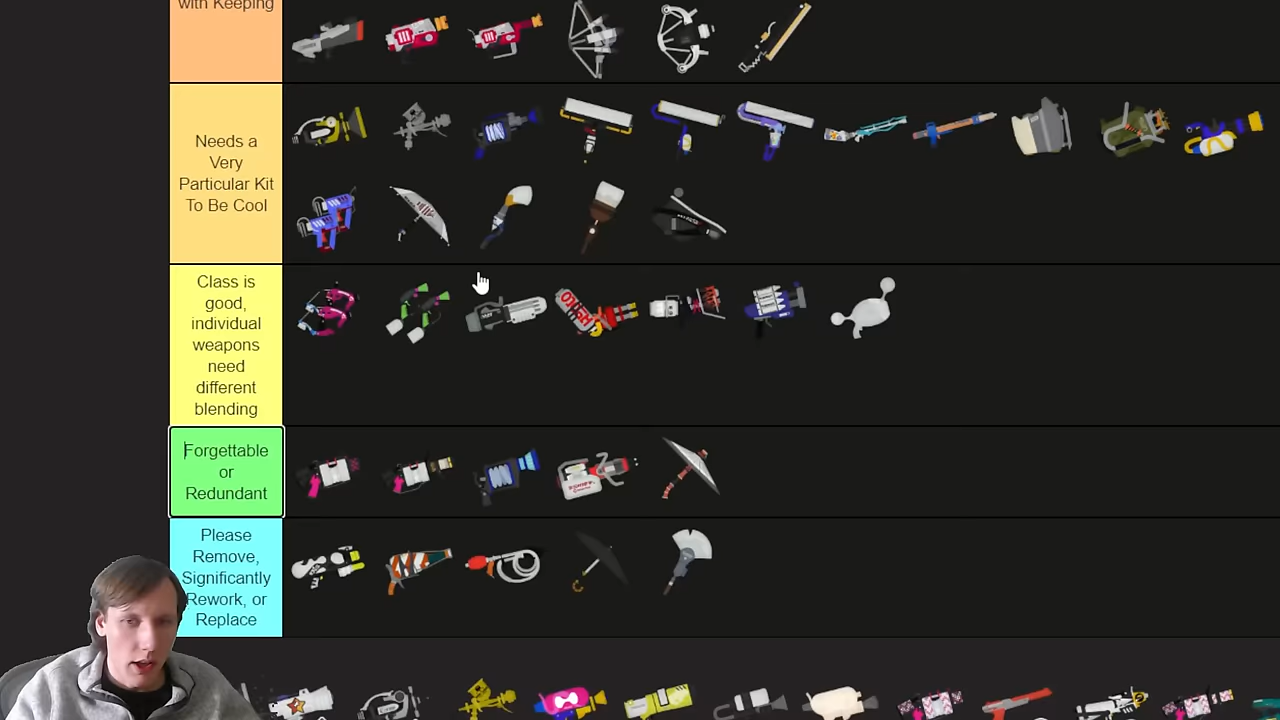 with Keeping
Needs a
Very
Particular Kit
To Be Cool
Class is
good,
individual
weapons
need
different
blending
Forgettable
or
Redundant
Please
Remove,
Significantly
Rework, or
Replace